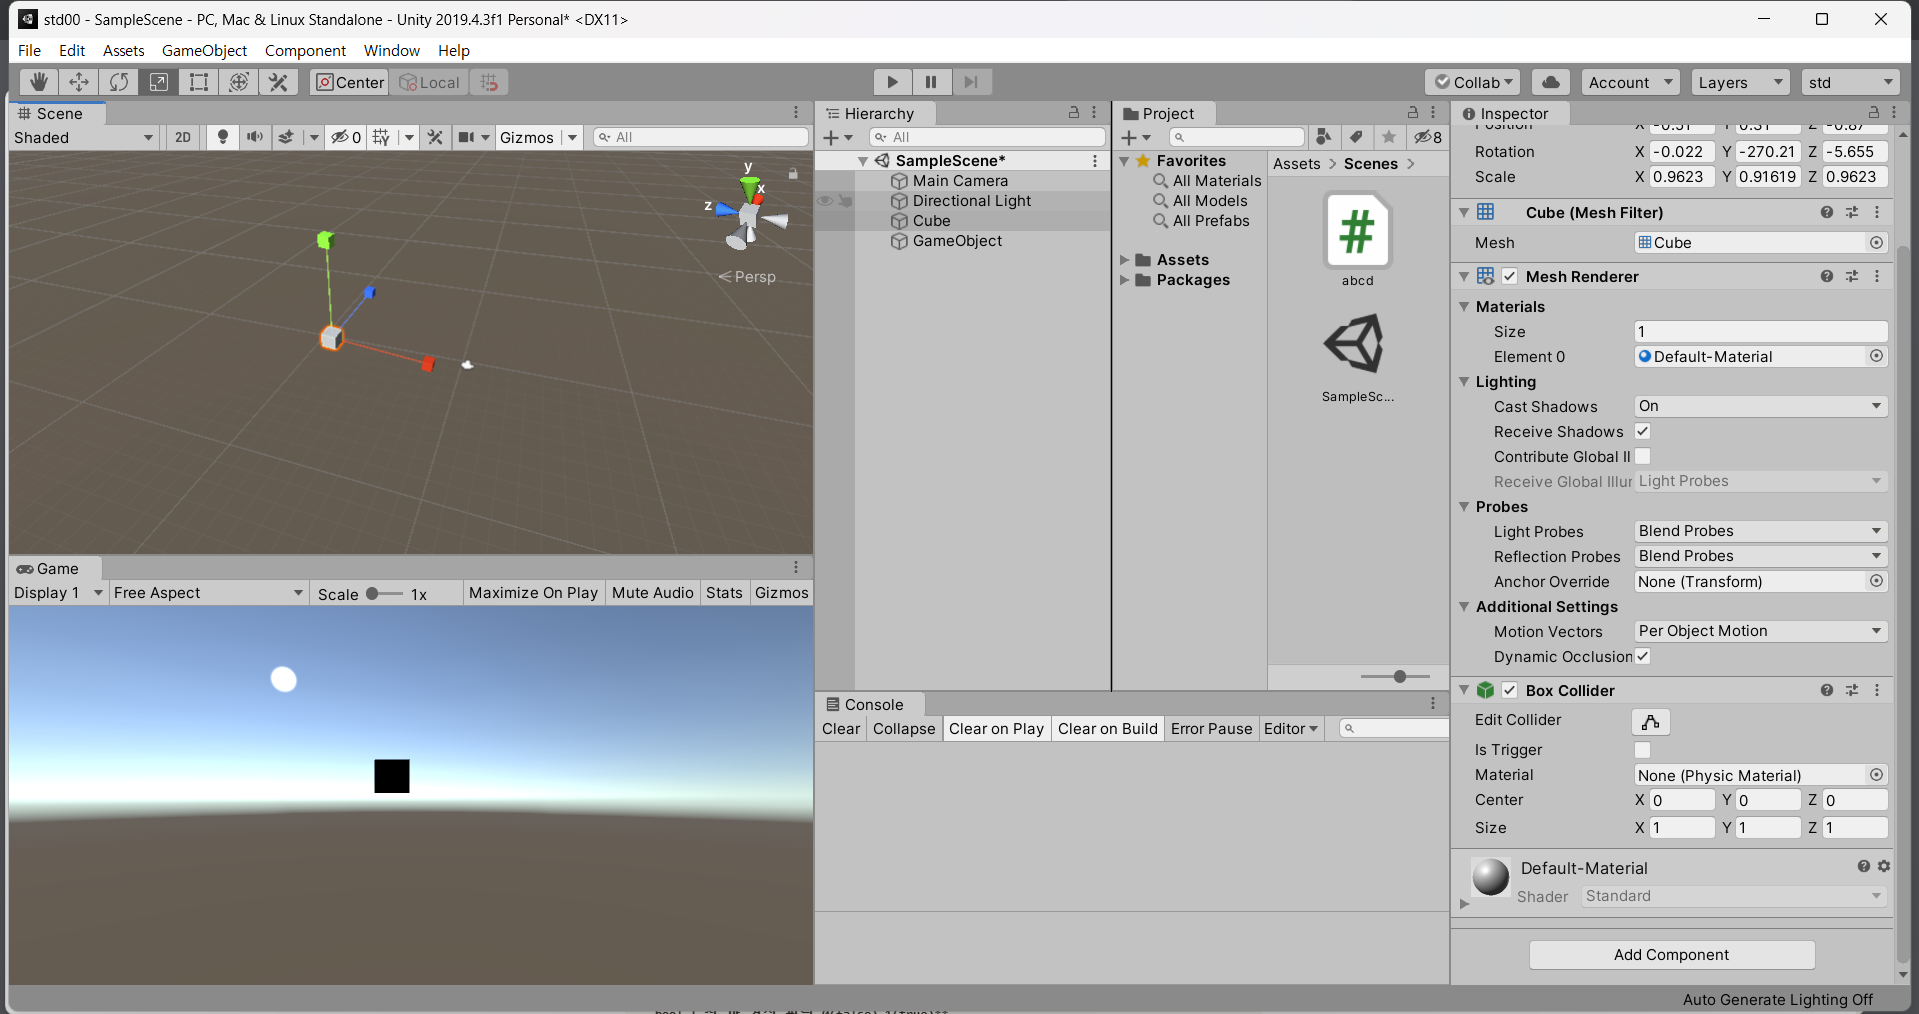 std00 - SampleScene - PC, Mac & Linux Standalone - Unity 2019.4.3f1 Personal* <DX11>
File Edit Assets GameObject Component Window Help
Center Local Collab Account Layers std
Scene
Shaded 2D 0 Gizmos All
y
x
z
Persp
Game
Display 1 Free Aspect Scale 1x Maximize On Play Mute Audio Stats Gizmos
Hierarchy
All
SampleScene*
Main Camera
Directional Light
Cube
GameObject
Project
8
Favorites
All Materials
All Models
All Prefabs
Assets
Packages
Assets > Scenes >
#
abcd
SampleSc...
Console
Clear Collapse Clear on Play Clear on Build Error Pause Editor
Inspector
Position X -0.31 Y 0.31 Z -0.87
Rotation X -0.022 Y -270.21 Z -5.655
Scale X 0.9623 Y 0.91619 Z 0.9623
Cube (Mesh Filter)
Mesh Cube
Mesh Renderer
Materials
Size 1
Element 0 Default-Material
Lighting
Cast Shadows On
Receive Shadows
Contribute Global Il
Receive Global Illur Light Probes
Probes
Light Probes Blend Probes
Reflection Probes Blend Probes
Anchor Override None (Transform)
Additional Settings
Motion Vectors Per Object Motion
Dynamic Occlusion
Box Collider
Edit Collider
Is Trigger
Material None (Physic Material)
Center X 0 Y 0 Z 0
Size X 1 Y 1 Z 1
Default-Material
Shader Standard
Add Component
Auto Generate Lighting Off